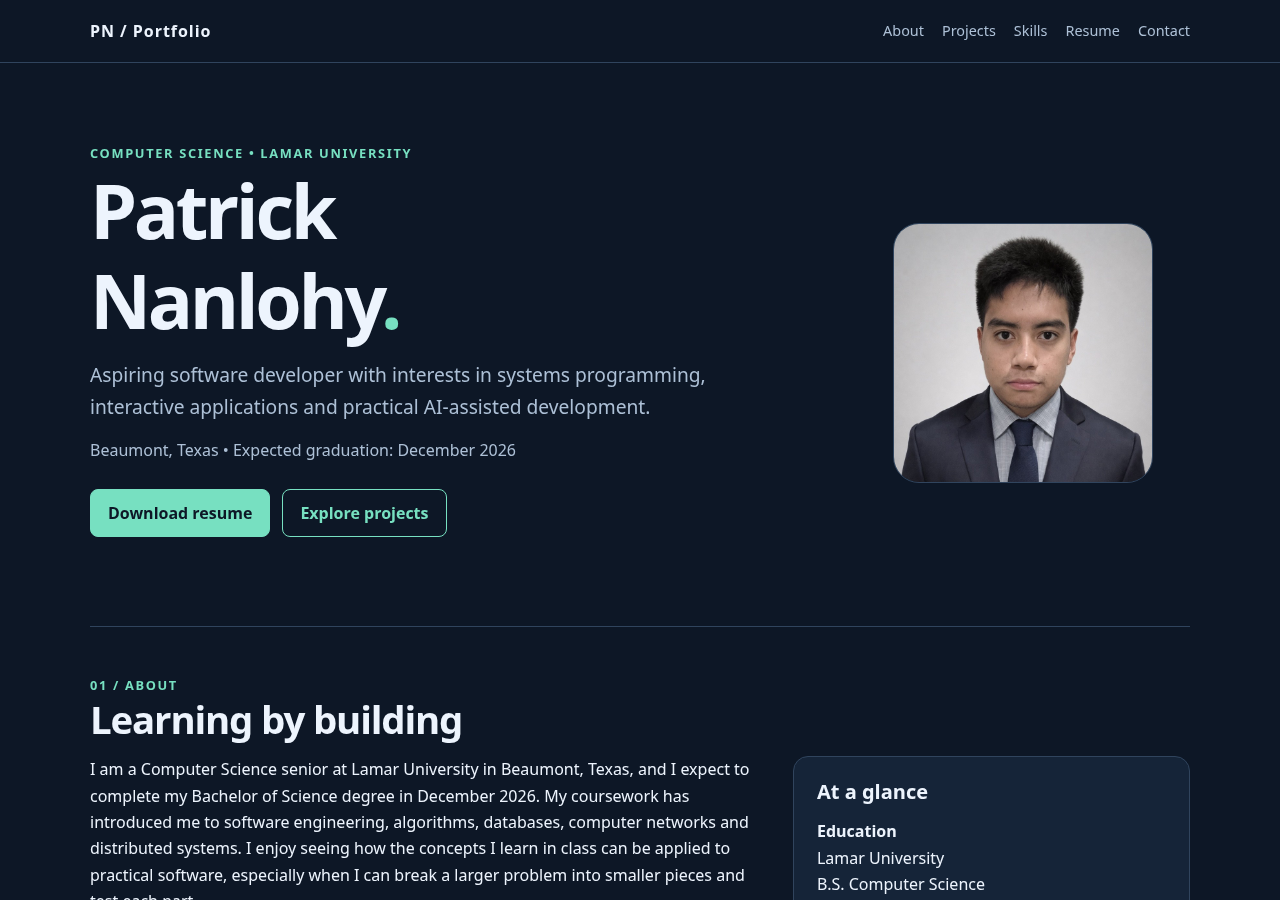 PN / Portfolio
About Projects Skills Resume Contact
COMPUTER SCIENCE • LAMAR UNIVERSITY
Patrick
Nanlohy.
Aspiring software developer with interests in systems programming,
interactive applications and practical AI-assisted development.
Beaumont, Texas • Expected graduation: December 2026
Download resume Explore projects
01 / ABOUT
Learning by building
I am a Computer Science senior at Lamar University in Beaumont, Texas, and I expect to
complete my Bachelor of Science degree in December 2026. My coursework has
introduced me to software engineering, algorithms, databases, computer networks and
distributed systems. I enjoy seeing how the concepts I learn in class can be applied to
practical software, especially when I can break a larger problem into smaller pieces and
test each part.
At a glance
Education
Lamar University
B.S. Computer Science